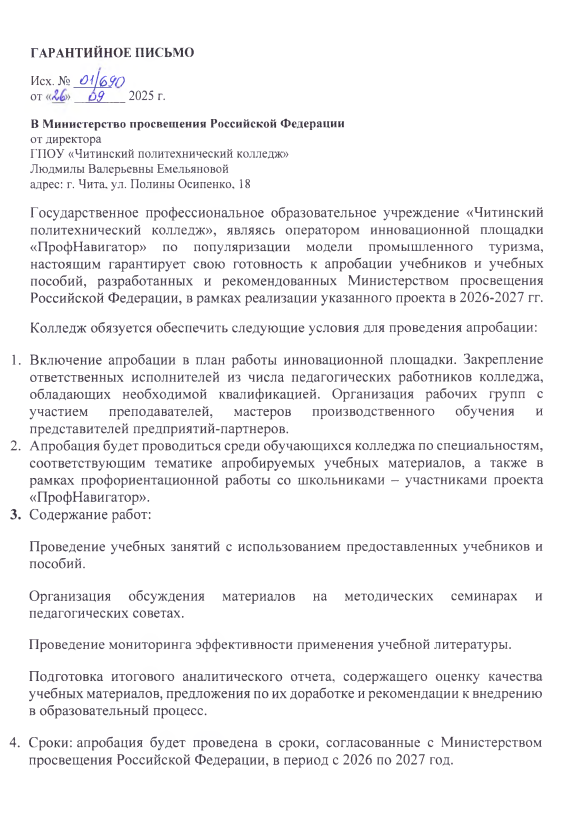 ГАРАНТИЙНОЕ ПИСЬМО
Исх. № 01/690
от «26» 09 2025 г.
В Министерство просвещения Российской Федерации
от директора
ГПОУ «Читинский политехнический колледж»
Людмилы Валерьевны Емельяновой
адрес: г. Чита, ул. Полины Осипенко, 18
Государственное профессиональное образовательное учреждение «Читинский
политехнический колледж», являясь оператором инновационной площадки
«ПрофНавигатор» по популяризации модели промышленного туризма,
настоящим гарантирует свою готовность к апробации учебников и учебных
пособий, разработанных и рекомендованных Министерством просвещения
Российской Федерации, в рамках реализации указанного проекта в 2026-2027 гг.
Колледж обязуется обеспечить следующие условия для проведения апробации:
1. Включение апробации в план работы инновационной площадки. Закрепление
ответственных исполнителей из числа педагогических работников колледжа,
обладающих необходимой квалификацией. Организация рабочих групп с
участием преподавателей, мастеров производственного обучения и
представителей предприятий-партнеров.
2. Апробация будет проводиться среди обучающихся колледжа по специальностям,
соответствующим тематике апробируемых учебных материалов, а также в
рамках профориентационной работы со школьниками – участниками проекта
«ПрофНавигатор».
3. Содержание работ:
Проведение учебных занятий с использованием предоставленных учебников и
пособий.
Организация обсуждения материалов на методических семинарах и
педагогических советах.
Проведение мониторинга эффективности применения учебной литературы.
Подготовка итогового аналитического отчета, содержащего оценку качества
учебных материалов, предложения по их доработке и рекомендации к внедрению
в образовательный процесс.
4. Сроки: апробация будет проведена в сроки, согласованные с Министерством
просвещения Российской Федерации, в период с 2026 по 2027 год.